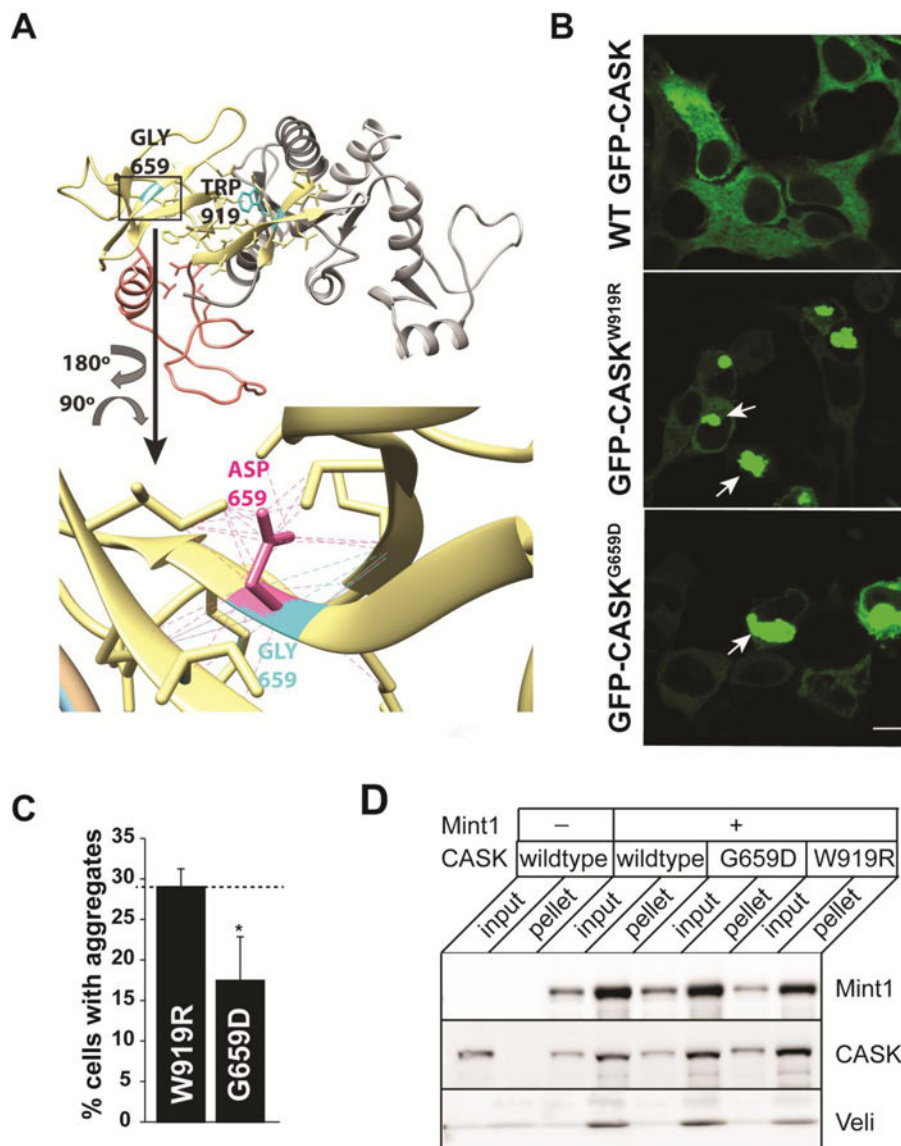 A
GLY
659
TRP
919
180º
90º
ASP
659
GLY
659
B
WT GFP-CASK
GFP-CASK^W919R
GFP-CASK^G659D
C
% cells with aggregates
35
30
25
20
15
10
5
0
*
W919R
G659D
D
Mint1 – +
CASK wildtype wildtype G659D W919R
input pellet input pellet input pellet input pellet
Mint1
CASK
Veli